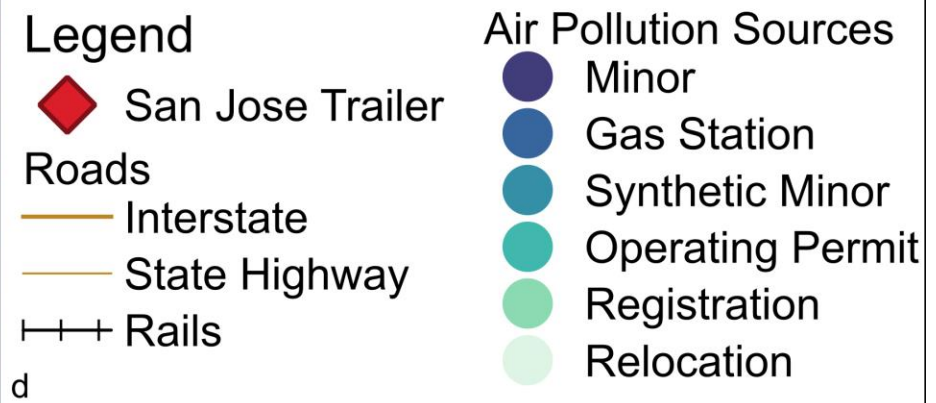 Legend
San Jose Trailer
Roads
Interstate
State Highway
Rails
d
Air Pollution Sources
Minor
Gas Station
Synthetic Minor
Operating Permit
Registration
Relocation